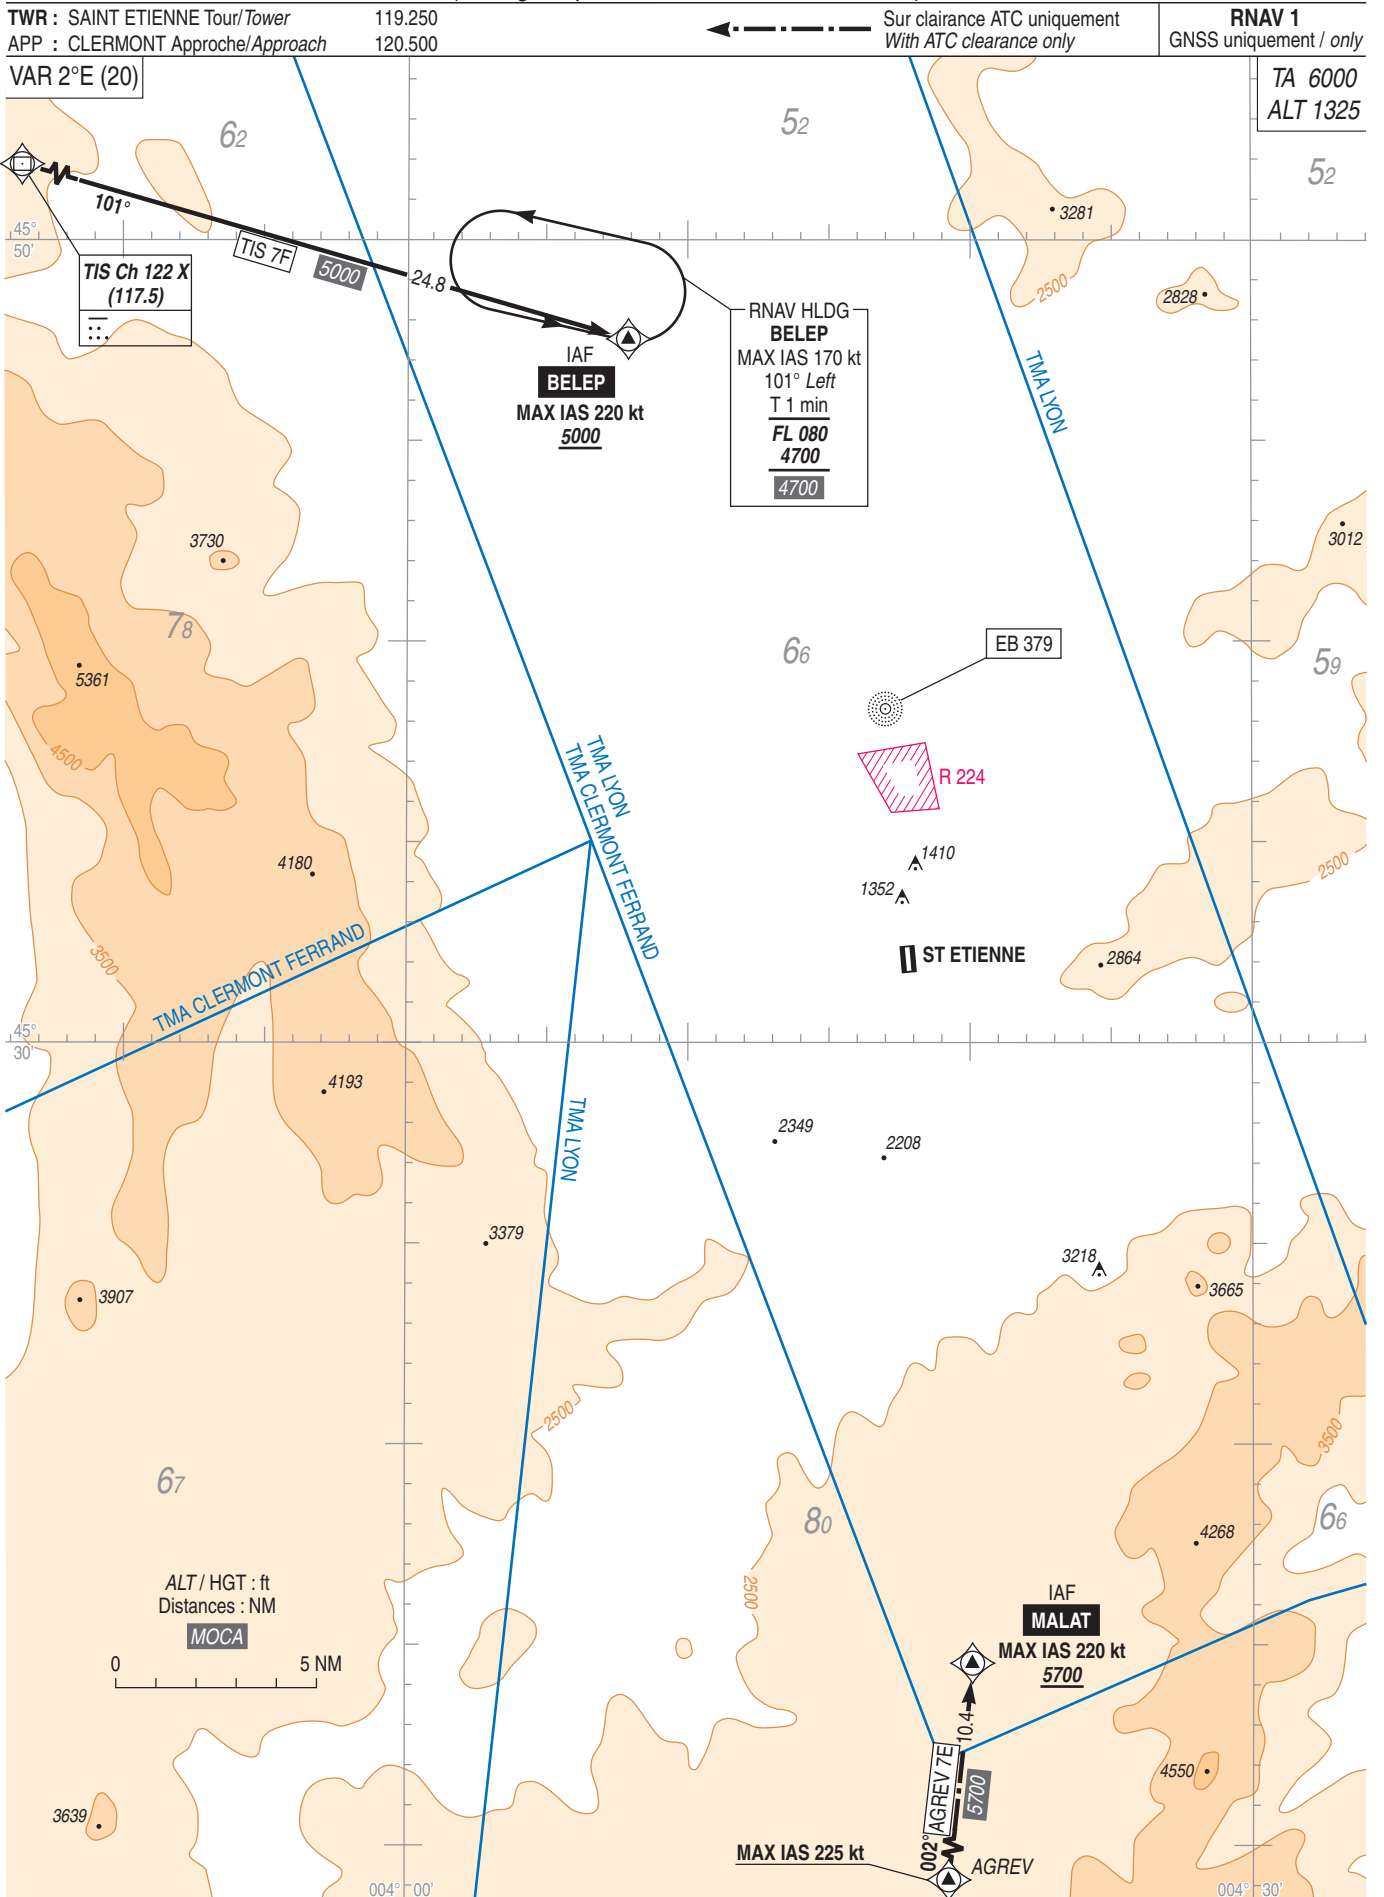 TWR : SAINT ETIENNE Tour/Tower 119.250
APP : CLERMONT Approche/Approach 120.500
Sur clairance ATC uniquement
With ATC clearance only
RNAV 1
GNSS uniquement / only
VAR 2°E (20)
TA 6000
ALT 1325
62
52
52
101°
TIS 7F
5000
24.8
3281
45°
50'
TIS Ch 122 X
(117.5)
2500
2828
RNAV HLDG
BELEP
MAX IAS 170 kt
101° Left
T 1 min
FL 080
4700
4700
IAF
BELEP
MAX IAS 220 kt
5000
TMA LYON
3730
3012
78
66
EB 379
59
5361
4500
TMA LYON
TMA CLERMONT FERRAND
R 224
4180
1410
1352
2500
ST ETIENNE
2864
3500
TMA CLERMONT FERRAND
45°
30'
4193
TMA LYON
2349
2208
3379
3218
3665
3907
2500
3500
67
80
66
4268
ALT / HGT : ft
Distances : NM
MOCA
0 5 NM
2500
IAF
MALAT
MAX IAS 220 kt
5700
10.4
AGREV 7E
5700
002°
4550
3639
MAX IAS 225 kt
AGREV
004° 00'
004° 30'